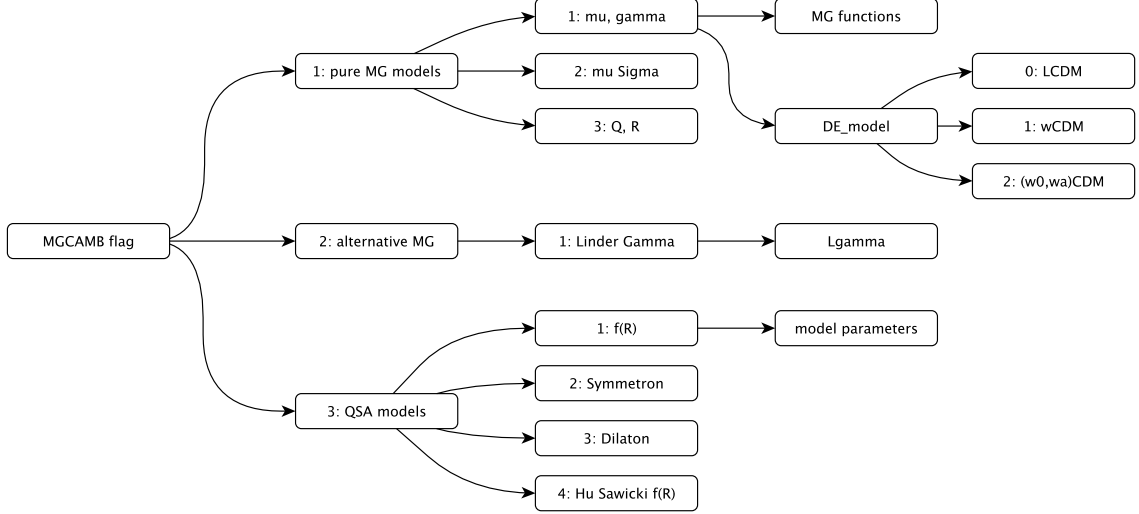 1: mu, gamma
MG functions
1: pure MG models
2: mu Sigma
0: LCDM
3: Q, R
DE_model
1: wCDM
2: (w0,wa)CDM
MGCAMB flag
2: alternative MG
1: Linder Gamma
Lgamma
1: f(R)
model parameters
2: Symmetron
3: QSA models
3: Dilaton
4: Hu Sawicki f(R)